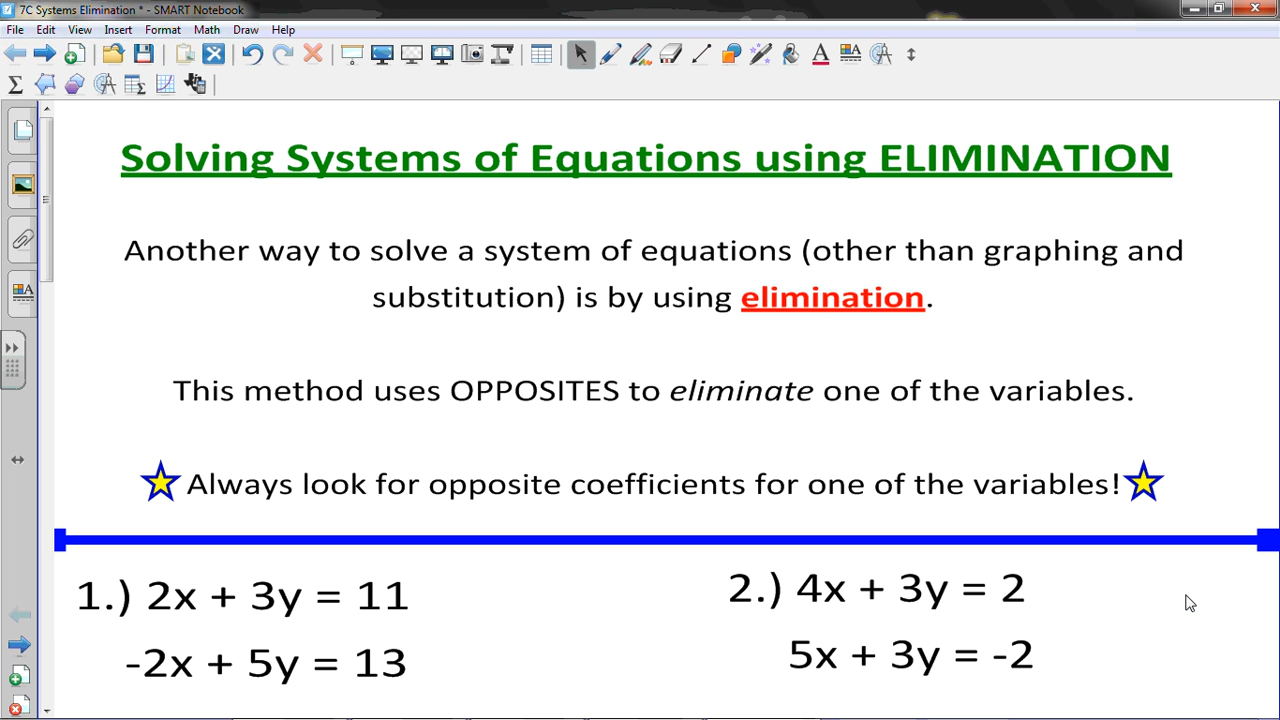 7C Systems Elimination * - SMART Notebook
File Edit View Insert Format Math Draw Help
Solving Systems of Equations using ELIMINATION
Another way to solve a system of equations (other than graphing and
substitution) is by using elimination.
This method uses OPPOSITES to eliminate one of the variables.
Always look for opposite coefficients for one of the variables!
1.) 2x + 3y = 11
-2x + 5y = 13
2.) 4x + 3y = 2
5x + 3y = -2